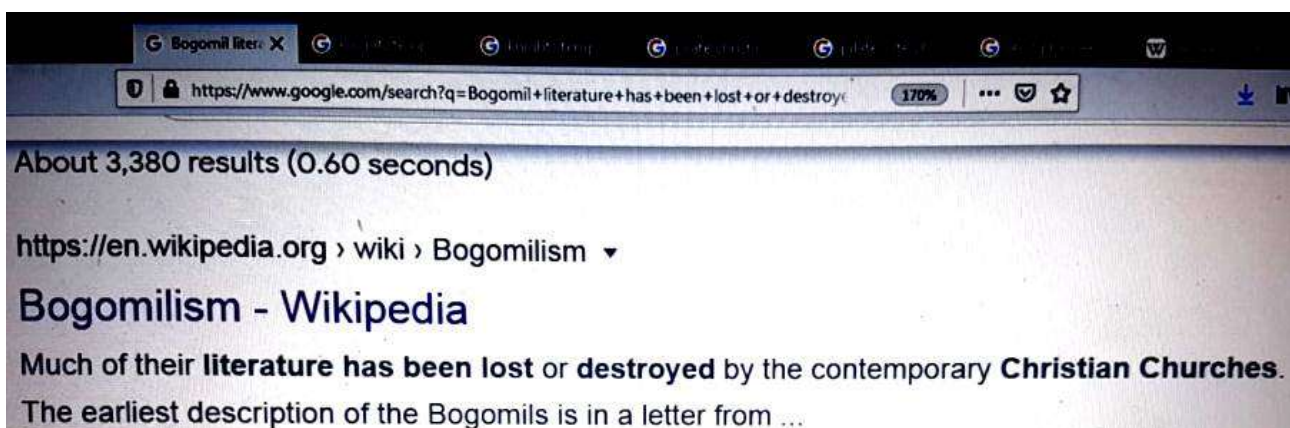 Bogomil liter
https://www.google.com/search?q=Bogomil+literature+has+been+lost+or+destroye
170%
About 3,380 results (0.60 seconds)
https://en.wikipedia.org › wiki › Bogomilism
Bogomilism - Wikipedia
Much of their literature has been lost or destroyed by the contemporary Christian Churches.
The earliest description of the Bogomils is in a letter from ...